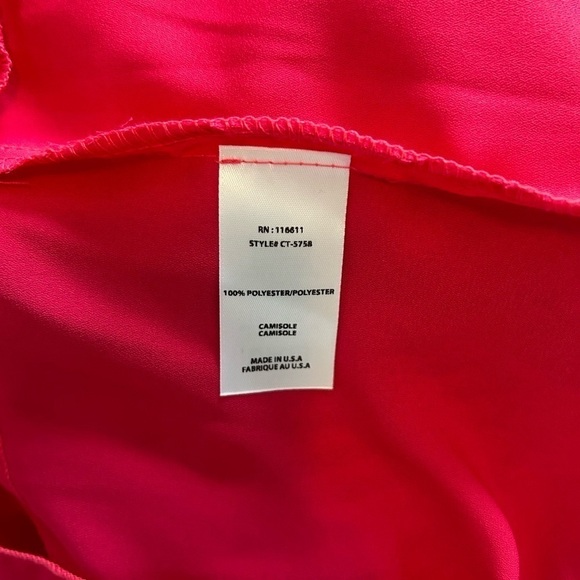 RN : 116611
STYLE# CT-5758
100% POLYESTER/POLYESTER
CAMISOLE
CAMISOLE
MADE IN U.S.A
FABRIQUE AU U.S.A